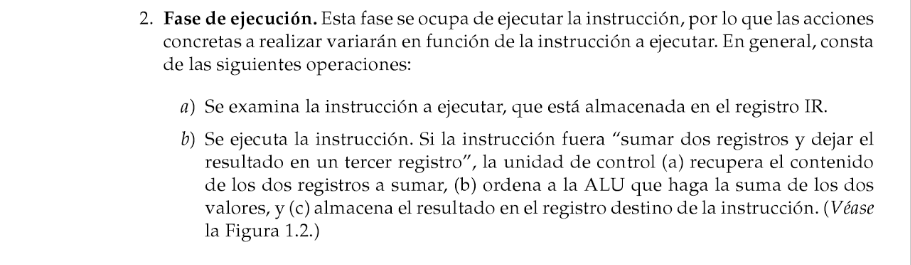 2. Fase de ejecución. Esta fase se ocupa de ejecutar la instrucción, por lo que las acciones
concretas a realizar variarán en función de la instrucción a ejecutar. En general, consta
de las siguientes operaciones:
a) Se examina la instrucción a ejecutar, que está almacenada en el registro IR.
b) Se ejecuta la instrucción. Si la instrucción fuera “sumar dos registros y dejar el
resultado en un tercer registro”, la unidad de control (a) recupera el contenido
de los dos registros a sumar, (b) ordena a la ALU que haga la suma de los dos
valores, y (c) almacena el resultado en el registro destino de la instrucción. (Véase
la Figura 1.2.)